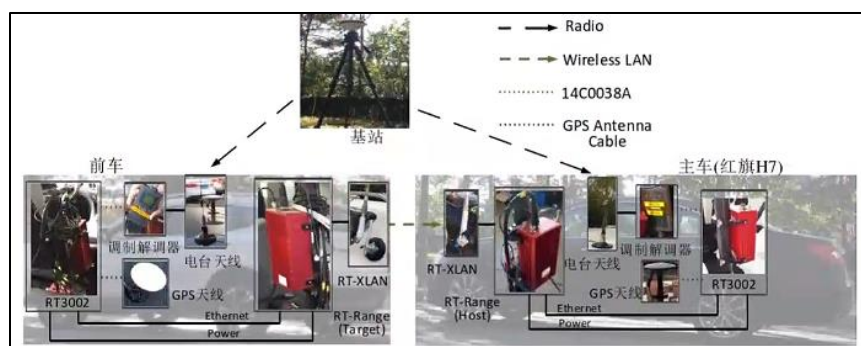 Radio
Wireless LAN
14C0038A
GPS Antenna
Cable
基站
前车
主车(红旗H7)
调制解调器
电台天线
RT-XLAN
RT3002
GPS天线
RT-Range
(Target)
Ethernet
Power
RT-XLAN
电台天线
调制解调器
RT-Range
(Host)
GPS天线
RT3002
Ethernet
Power